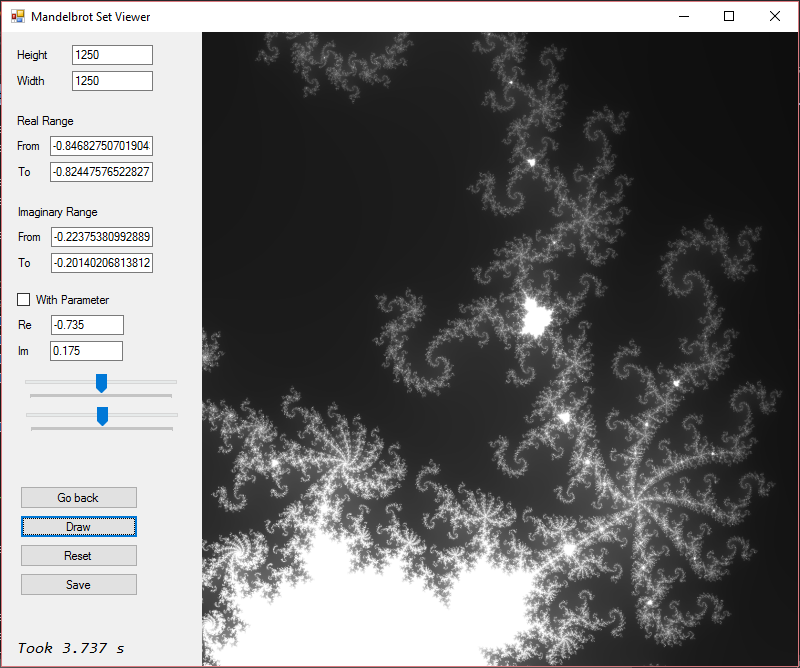 Mandelbrot Set Viewer
Height 1250
Width 1250
Real Range
From -0.84682750701904
To -0.82447576522827
Imaginary Range
From -0.22375380992889
To -0.20140206813812
With Parameter
Re -0.735
Im 0.175
Go back
Draw
Reset
Save
Took 3.737 s